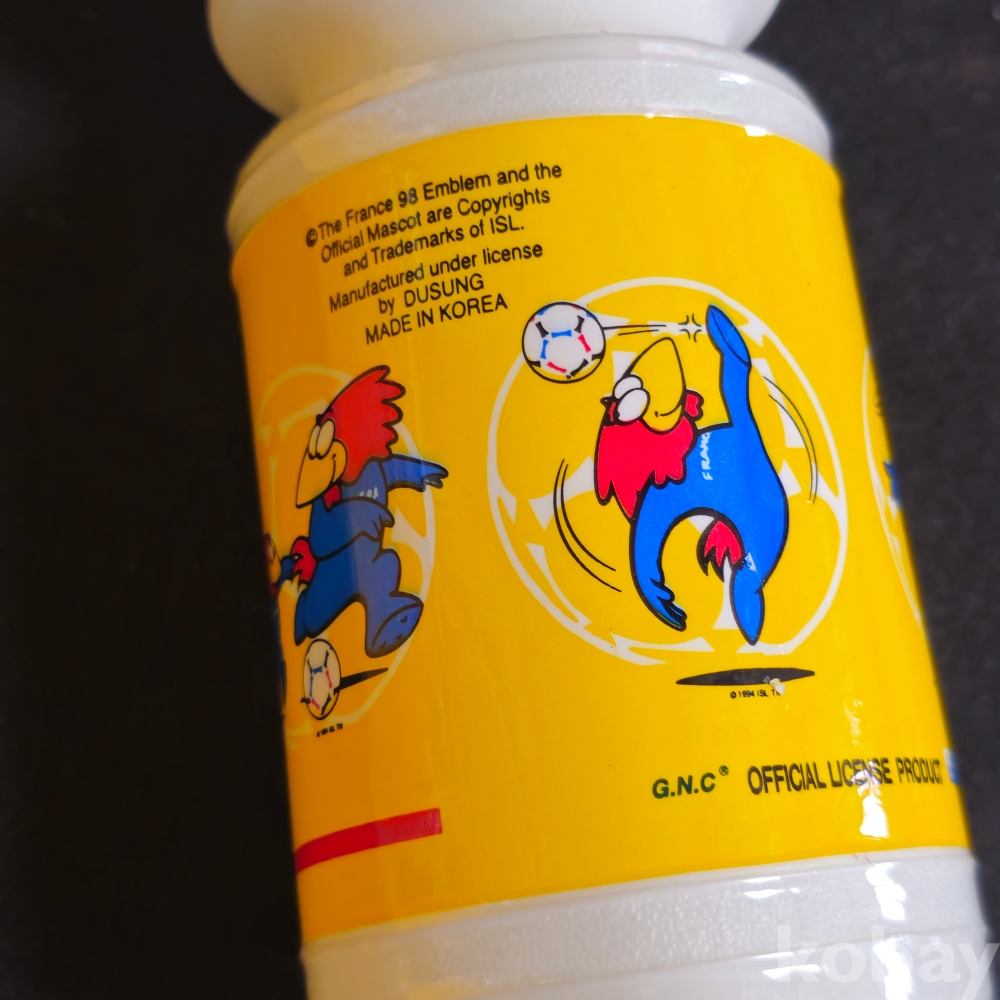 ©The France 98 Emblem and the
Official Mascot are Copyrights
and Trademarks of ISL.
Manufactured under license
by DUSUNG
MADE IN KOREA
FRANC
© 1994 ISL TM
G.N.C® OFFICIAL LICENSE PRODUCT
kobay